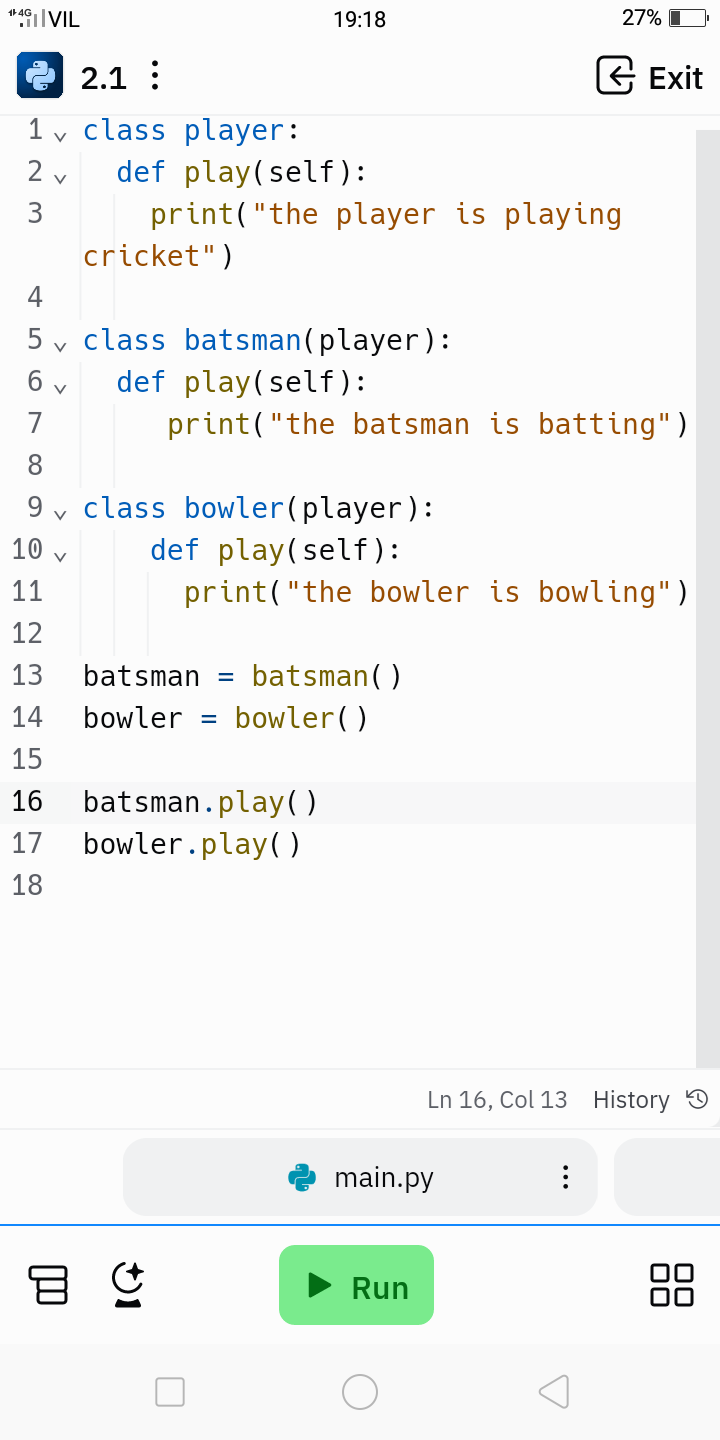 4G VIL 19:18 27%
2.1 Exit
1 class player:
2 def play(self):
3 print("the player is playing
cricket")
4
5 class batsman(player):
6 def play(self):
7 print("the batsman is batting")
8
9 class bowler(player):
10 def play(self):
11 print("the bowler is bowling")
12
13 batsman = batsman()
14 bowler = bowler()
15
16 batsman.play()
17 bowler.play()
18
Ln 16, Col 13 History
main.py
Run